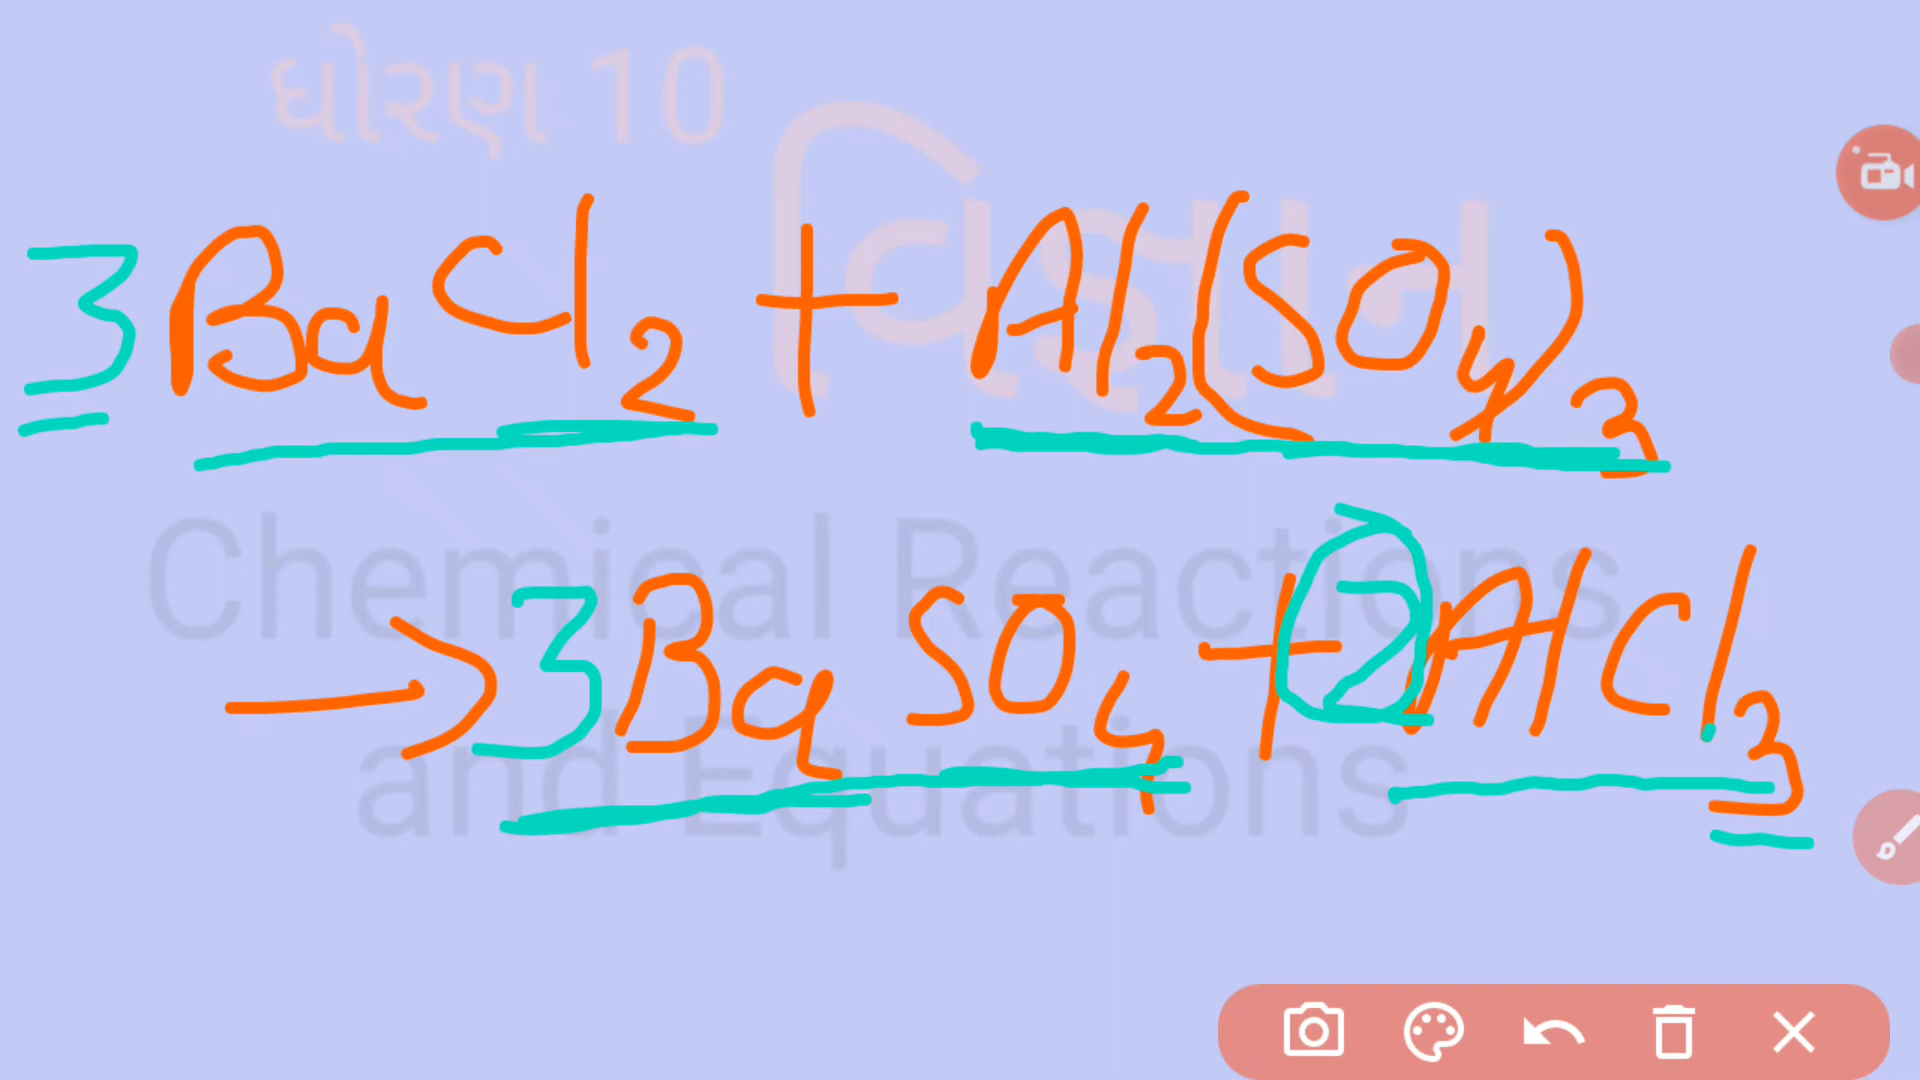 ધોરણ 10
વિજ્ઞાન
3BaCl₂ + Al₂(SO₄)₃
Chemical Reactions
→ 3BaSO₄ + 2AlCl₃
and Equations